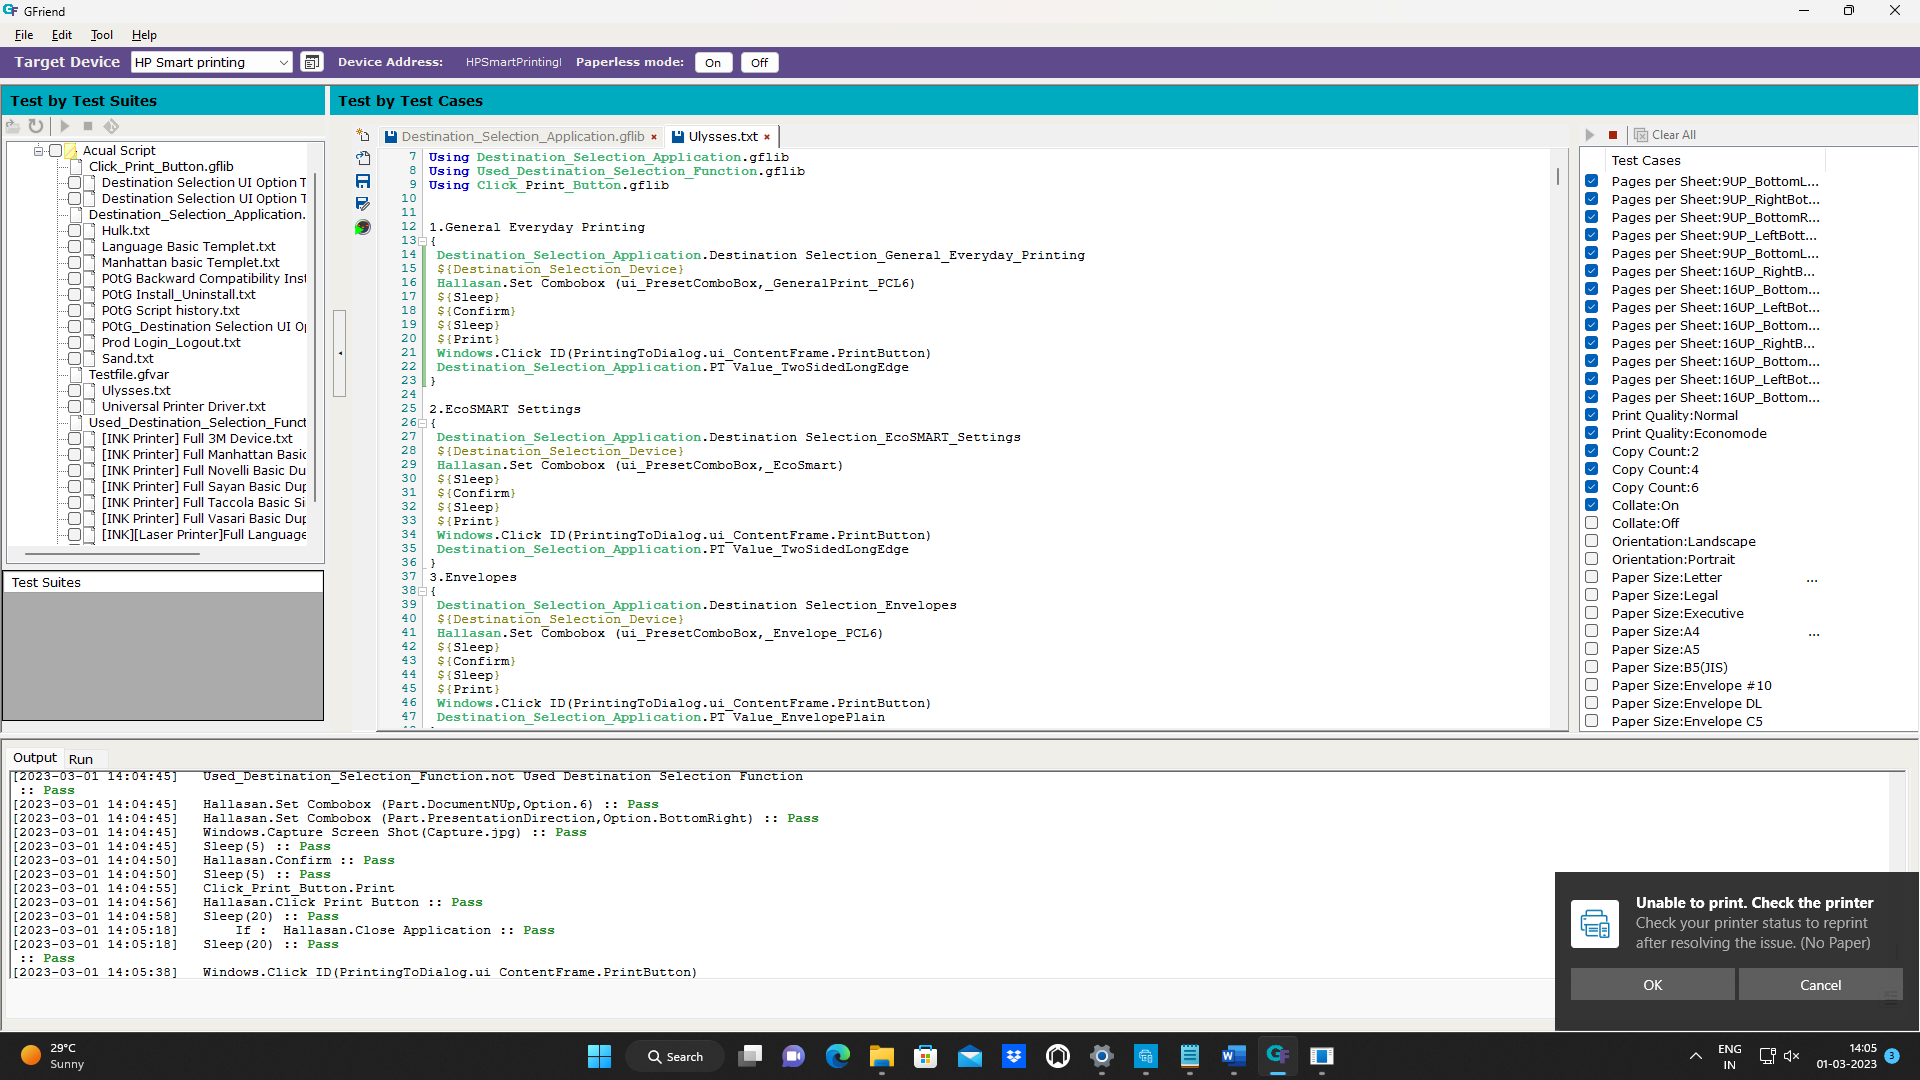 GFriend
File Edit Tool Help
Target Device HP Smart printing Device Address: HPSmartPrintingI Paperless mode: On Off
Test by Test Suites
Acual Script
Click_Print_Button.gflib
Destination Selection UI Option T
Destination Selection UI Option T
Destination_Selection_Application.
Hulk.txt
Language Basic Templet.txt
Manhattan basic Templet.txt
POtG Backward Compatibility Inst
POtG Install_Uninstall.txt
POtG Script history.txt
POtG_Destination Selection UI O
Prod Login_Logout.txt
Sand.txt
Testfile.gfvar
Ulysses.txt
Universal Printer Driver.txt
Used_Destination_Selection_Funct
[INK Printer] Full 3M Device.txt
[INK Printer] Full Manhattan Basic
[INK Printer] Full Novelli Basic Du
[INK Printer] Full Sayan Basic Dup
[INK Printer] Full Taccola Basic Si
[INK Printer] Full Vasari Basic Dup
[INK][Laser Printer]Full Language
Test Suites
Test by Test Cases
Destination_Selection_Application.gflib × Ulysses.txt ×
7 Using Destination_Selection_Application.gflib
8 Using Used_Destination_Selection_Function.gflib
9 Using Click_Print_Button.gflib
10
11
12 1.General Everyday Printing
13 {
14 Destination_Selection_Application.Destination Selection_General_Everyday_Printing
15 ${Destination_Selection_Device}
16 Hallasan.Set Combobox (ui_PresetComboBox,_GeneralPrint_PCL6)
17 ${Sleep}
18 ${Confirm}
19 ${Sleep}
20 ${Print}
21 Windows.Click ID(PrintingToDialog.ui_ContentFrame.PrintButton)
22 Destination_Selection_Application.PT Value_TwoSidedLongEdge
23 }
24
25 2.EcoSMART Settings
26 {
27 Destination_Selection_Application.Destination Selection_EcoSMART_Settings
28 ${Destination_Selection_Device}
29 Hallasan.Set Combobox (ui_PresetComboBox,_EcoSmart)
30 ${Sleep}
31 ${Confirm}
32 ${Sleep}
33 ${Print}
34 Windows.Click ID(PrintingToDialog.ui_ContentFrame.PrintButton)
35 Destination_Selection_Application.PT Value_TwoSidedLongEdge
36 }
37 3.Envelopes
38 {
39 Destination_Selection_Application.Destination Selection_Envelopes
40 ${Destination_Selection_Device}
41 Hallasan.Set Combobox (ui_PresetComboBox,_Envelope_PCL6)
42 ${Sleep}
43 ${Confirm}
44 ${Sleep}
45 ${Print}
46 Windows.Click ID(PrintingToDialog.ui_ContentFrame.PrintButton)
47 Destination_Selection_Application.PT Value_EnvelopePlain
Clear All
Test Cases
Pages per Sheet:9UP_BottomL...
Pages per Sheet:9UP_RightBot...
Pages per Sheet:9UP_BottomR...
Pages per Sheet:9UP_LeftBott...
Pages per Sheet:9UP_BottomL...
Pages per Sheet:16UP_RightB...
Pages per Sheet:16UP_Bottom...
Pages per Sheet:16UP_LeftBot...
Pages per Sheet:16UP_Bottom...
Pages per Sheet:16UP_RightB...
Pages per Sheet:16UP_Bottom...
Pages per Sheet:16UP_LeftBot...
Pages per Sheet:16UP_Bottom...
Print Quality:Normal
Print Quality:Economode
Copy Count:2
Copy Count:4
Copy Count:6
Collate:On
Collate:Off
Orientation:Landscape
Orientation:Portrait
Paper Size:Letter ...
Paper Size:Legal
Paper Size:Executive
Paper Size:A4 ...
Paper Size:A5
Paper Size:B5(JIS)
Paper Size:Envelope #10
Paper Size:Envelope DL
Paper Size:Envelope C5
Output Run
[2023-03-01 14:04:45] Used_Destination_Selection_Function.not Used Destination Selection Function
:: Pass
[2023-03-01 14:04:45] Hallasan.Set Combobox (Part.DocumentNUp,Option.6) :: Pass
[2023-03-01 14:04:45] Hallasan.Set Combobox (Part.PresentationDirection,Option.BottomRight) :: Pass
[2023-03-01 14:04:45] Windows.Capture Screen Shot(Capture.jpg) :: Pass
[2023-03-01 14:04:45] Sleep(5) :: Pass
[2023-03-01 14:04:50] Hallasan.Confirm :: Pass
[2023-03-01 14:04:50] Sleep(5) :: Pass
[2023-03-01 14:04:55] Click_Print_Button.Print
[2023-03-01 14:04:56] Hallasan.Click Print Button :: Pass
[2023-03-01 14:04:58] Sleep(20) :: Pass
[2023-03-01 14:05:18] If : Hallasan.Close Application :: Pass
[2023-03-01 14:05:18] Sleep(20) :: Pass
:: Pass
[2023-03-01 14:05:38] Windows.Click ID(PrintingToDialog.ui_ContentFrame.PrintButton)
Unable to print. Check the printer
Check your printer status to reprint
after resolving the issue. (No Paper)
OK Cancel
29°C
Sunny
Search
ENG
IN
14:05
01-03-2023
3